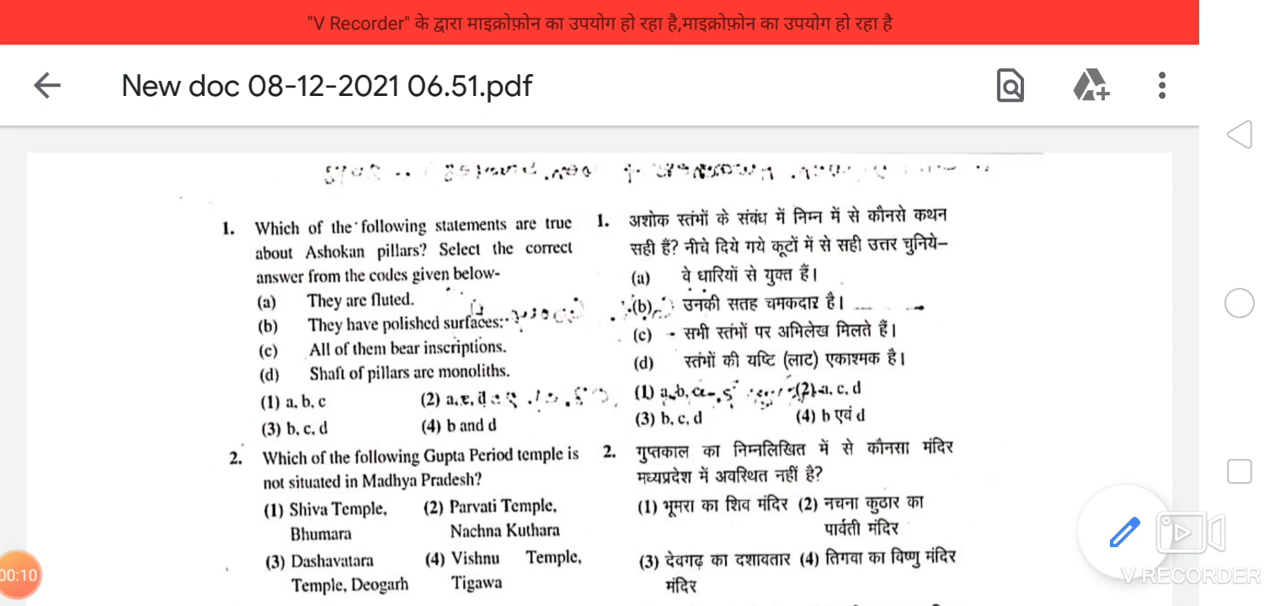 "V Recorder" के द्वारा माइक्रोफ़ोन का उपयोग हो रहा है,माइक्रोफ़ोन का उपयोग हो रहा है
New doc 08-12-2021 06.51.pdf
1. Which of the following statements are true
about Ashokan pillars? Select the correct
answer from the codes given below-
(a) They are fluted.
(b) They have polished surfaces:
(c) All of them bear inscriptions.
(d) Shaft of pillars are monoliths.
(1) a, b, c (2) a, c, d
(3) b, c, d (4) b and d
2. Which of the following Gupta Period temple is
not situated in Madhya Pradesh?
(1) Shiva Temple, (2) Parvati Temple,
Bhumara Nachna Kuthara
(3) Dashavatara (4) Vishnu Temple,
Temple, Deogarh Tigawa
1. अशोक स्तंभों के संबंध में निम्न में से कौनसे कथन
सही हैं? नीचे दिये गये कूटों में से सही उत्तर चुनिये–
(a) वे धारियों से युक्त हैं।
(b) उनकी सतह चमकदार है।
(c) - सभी स्तंभों पर अभिलेख मिलते हैं।
(d) स्तंभों की यष्टि (लाट) एकाश्मक है।
(1) a, b, c (2) a, c, d
(3) b, c, d (4) b एवं d
2. गुप्तकाल का निम्नलिखित में से कौनसा मंदिर
मध्यप्रदेश में अवस्थित नहीं है?
(1) भूमरा का शिव मंदिर (2) नचना कुठार का
पार्वती मंदिर
(3) देवगढ़ का दशावतार (4) तिगवा का विष्णु मंदिर
मंदिर
00:10
V RECORDER